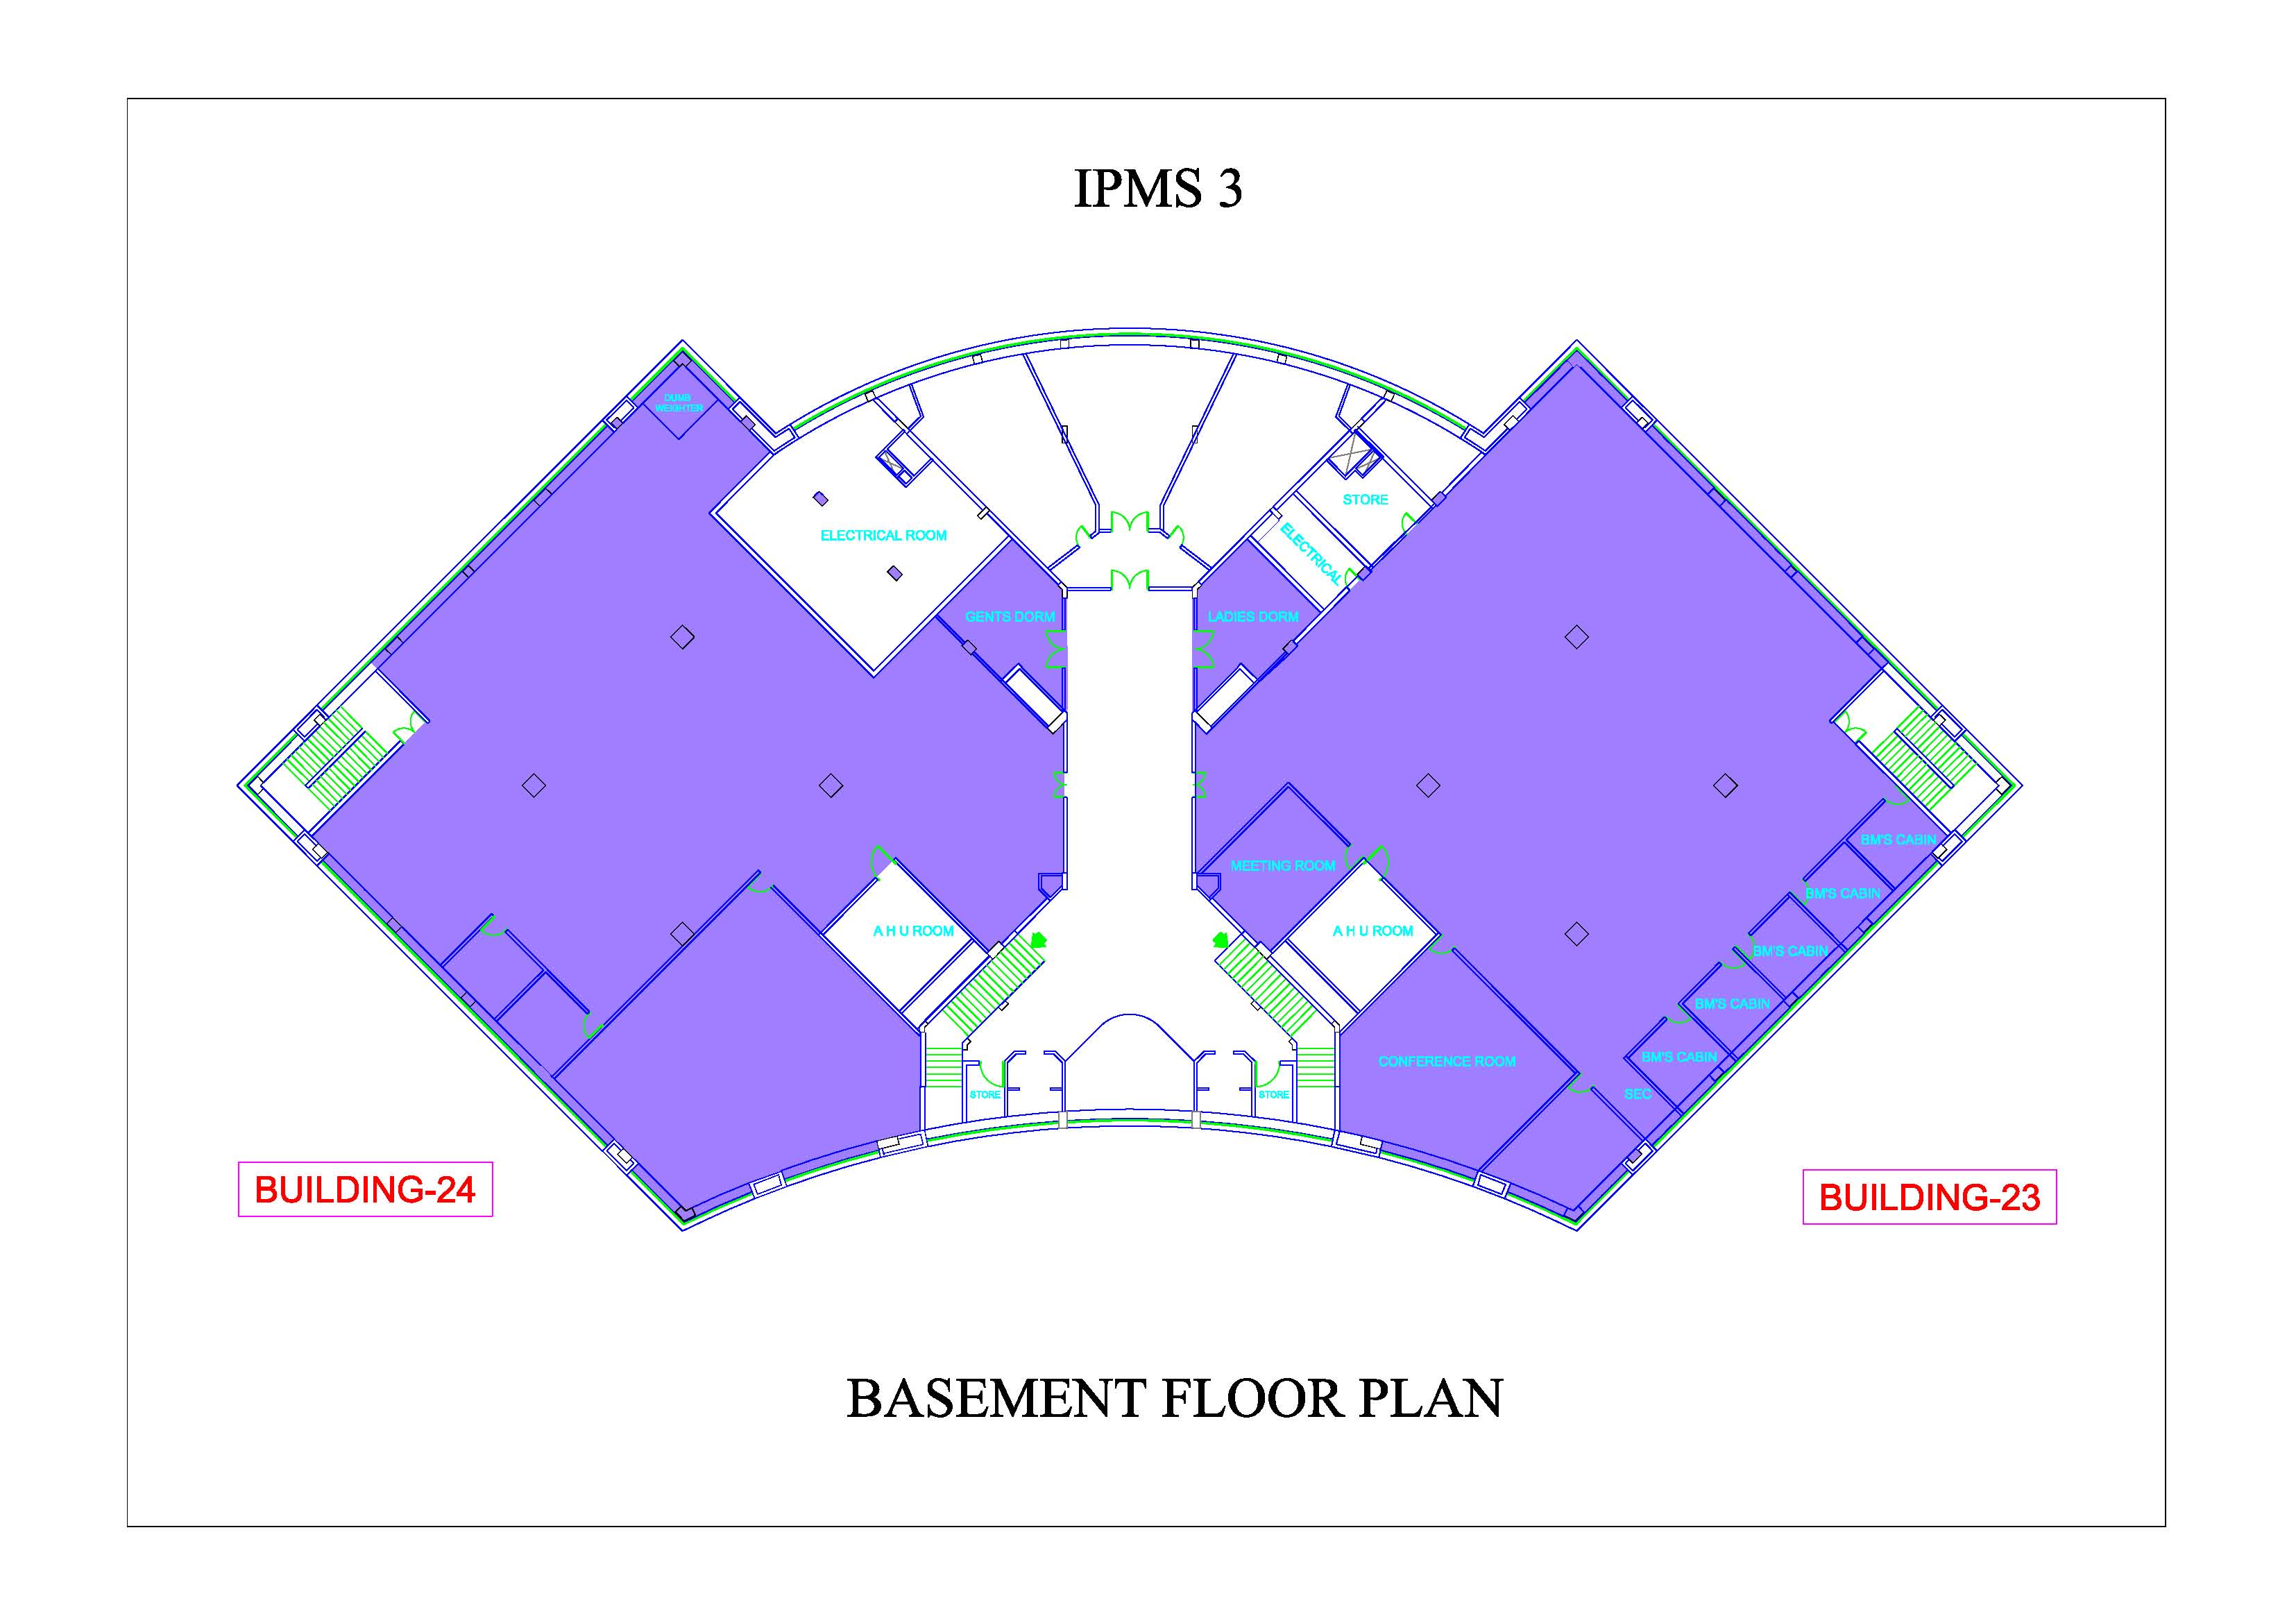 IPMS 3
DUMB
WEIGHTER
ELECTRICAL ROOM
STORE
ELECTRICAL
GENTS DORM
LADIES DORM
MEETING ROOM
BM'S CABIN
BM'S CABIN
A H U ROOM
A H U ROOM
BM'S CABIN
BM'S CABIN
CONFERENCE ROOM
BM'S CABIN
STORE
STORE
SEC
BUILDING-24
BUILDING-23
BASEMENT FLOOR PLAN